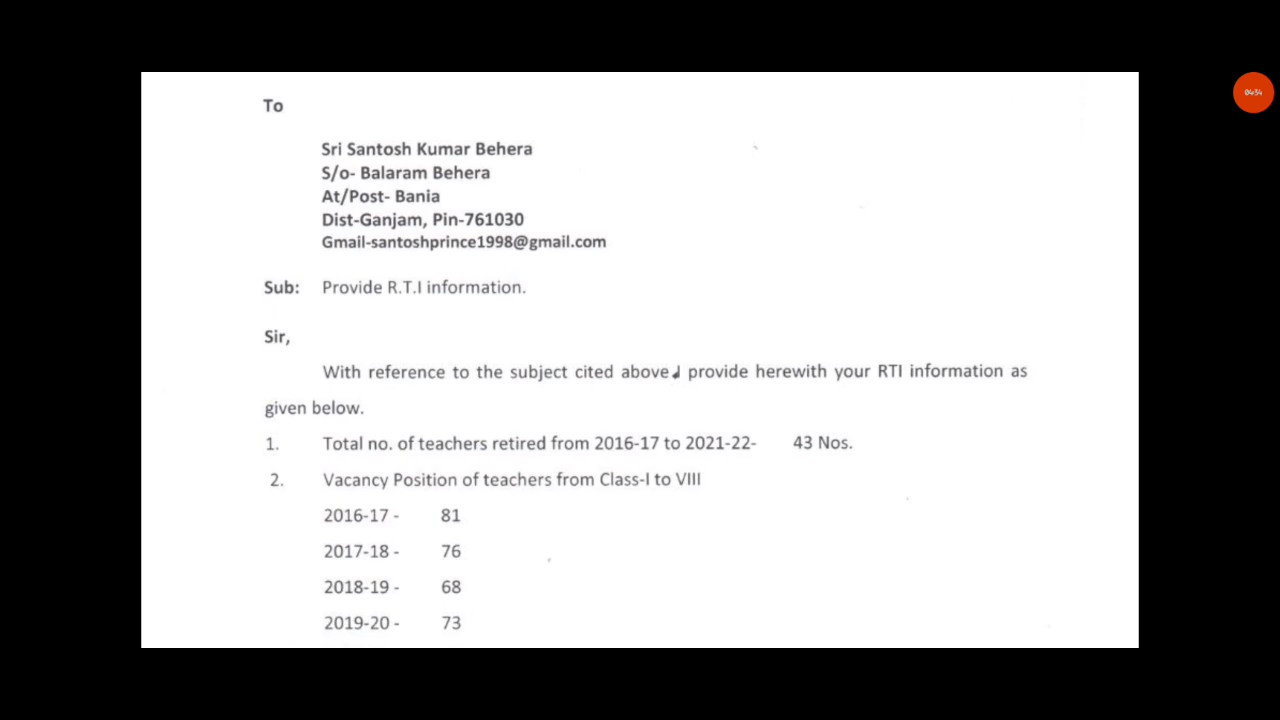 To
Sri Santosh Kumar Behera
S/o- Balaram Behera
At/Post- Bania
Dist-Ganjam, Pin-761030
Gmail-santoshprince1998@gmail.com
Sub: Provide R.T.I information.
Sir,
With reference to the subject cited above, I provide herewith your RTI information as
given below.
1. Total no. of teachers retired from 2016-17 to 2021-22- 43 Nos.
2. Vacancy Position of teachers from Class-I to VIII
2016-17 - 81
2017-18 - 76
2018-19 - 68
2019-20 - 73
04:34